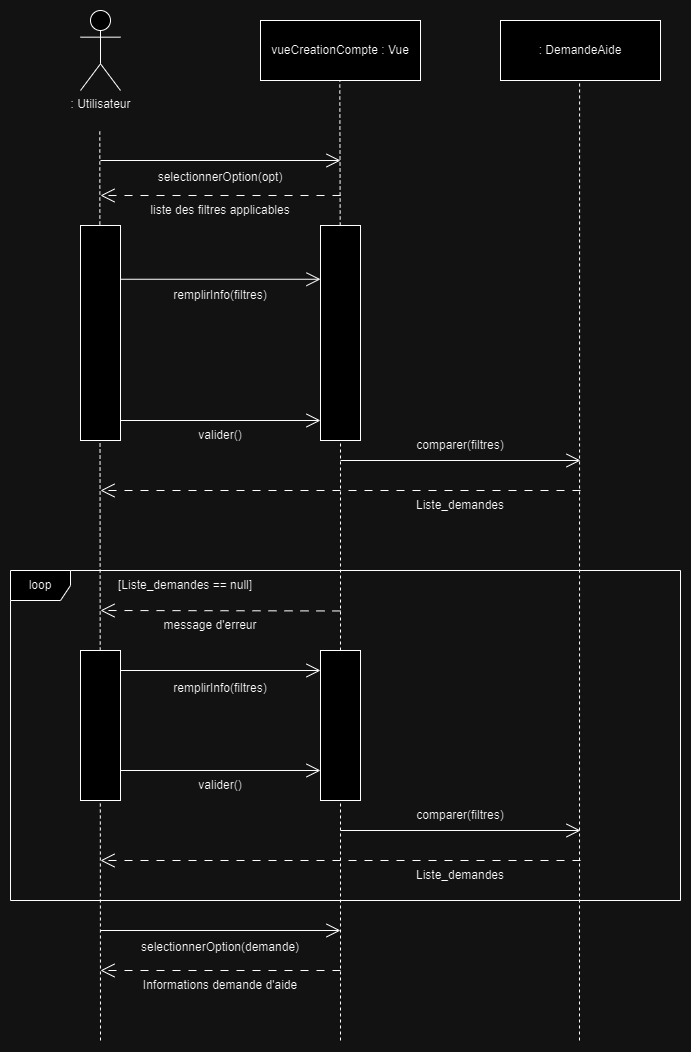 : Utilisateur
vueCreationCompte : Vue
: DemandeAide
selectionnerOption(opt)
liste des filtres applicables
remplirInfo(filtres)
valider()
comparer(filtres)
Liste_demandes
loop
[Liste_demandes == null]
message d'erreur
remplirInfo(filtres)
valider()
comparer(filtres)
Liste_demandes
selectionnerOption(demande)
Informations demande d'aide